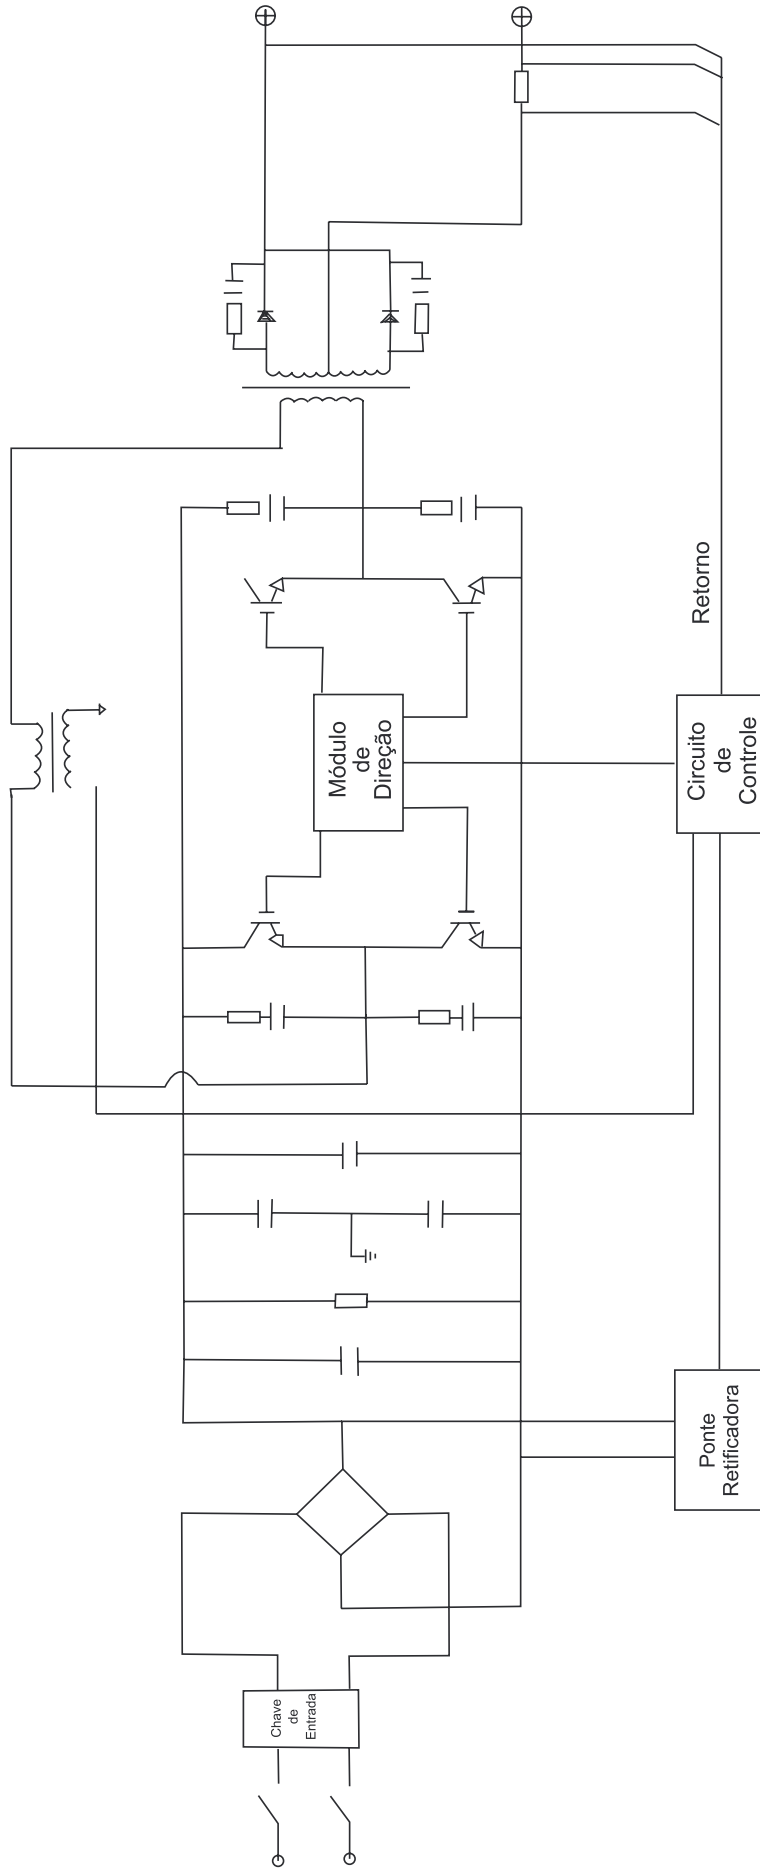 Retorno
Módulo
de
Direção
Circuito
de
Controle
Ponte
Retificadora
Chave
de
Entrada